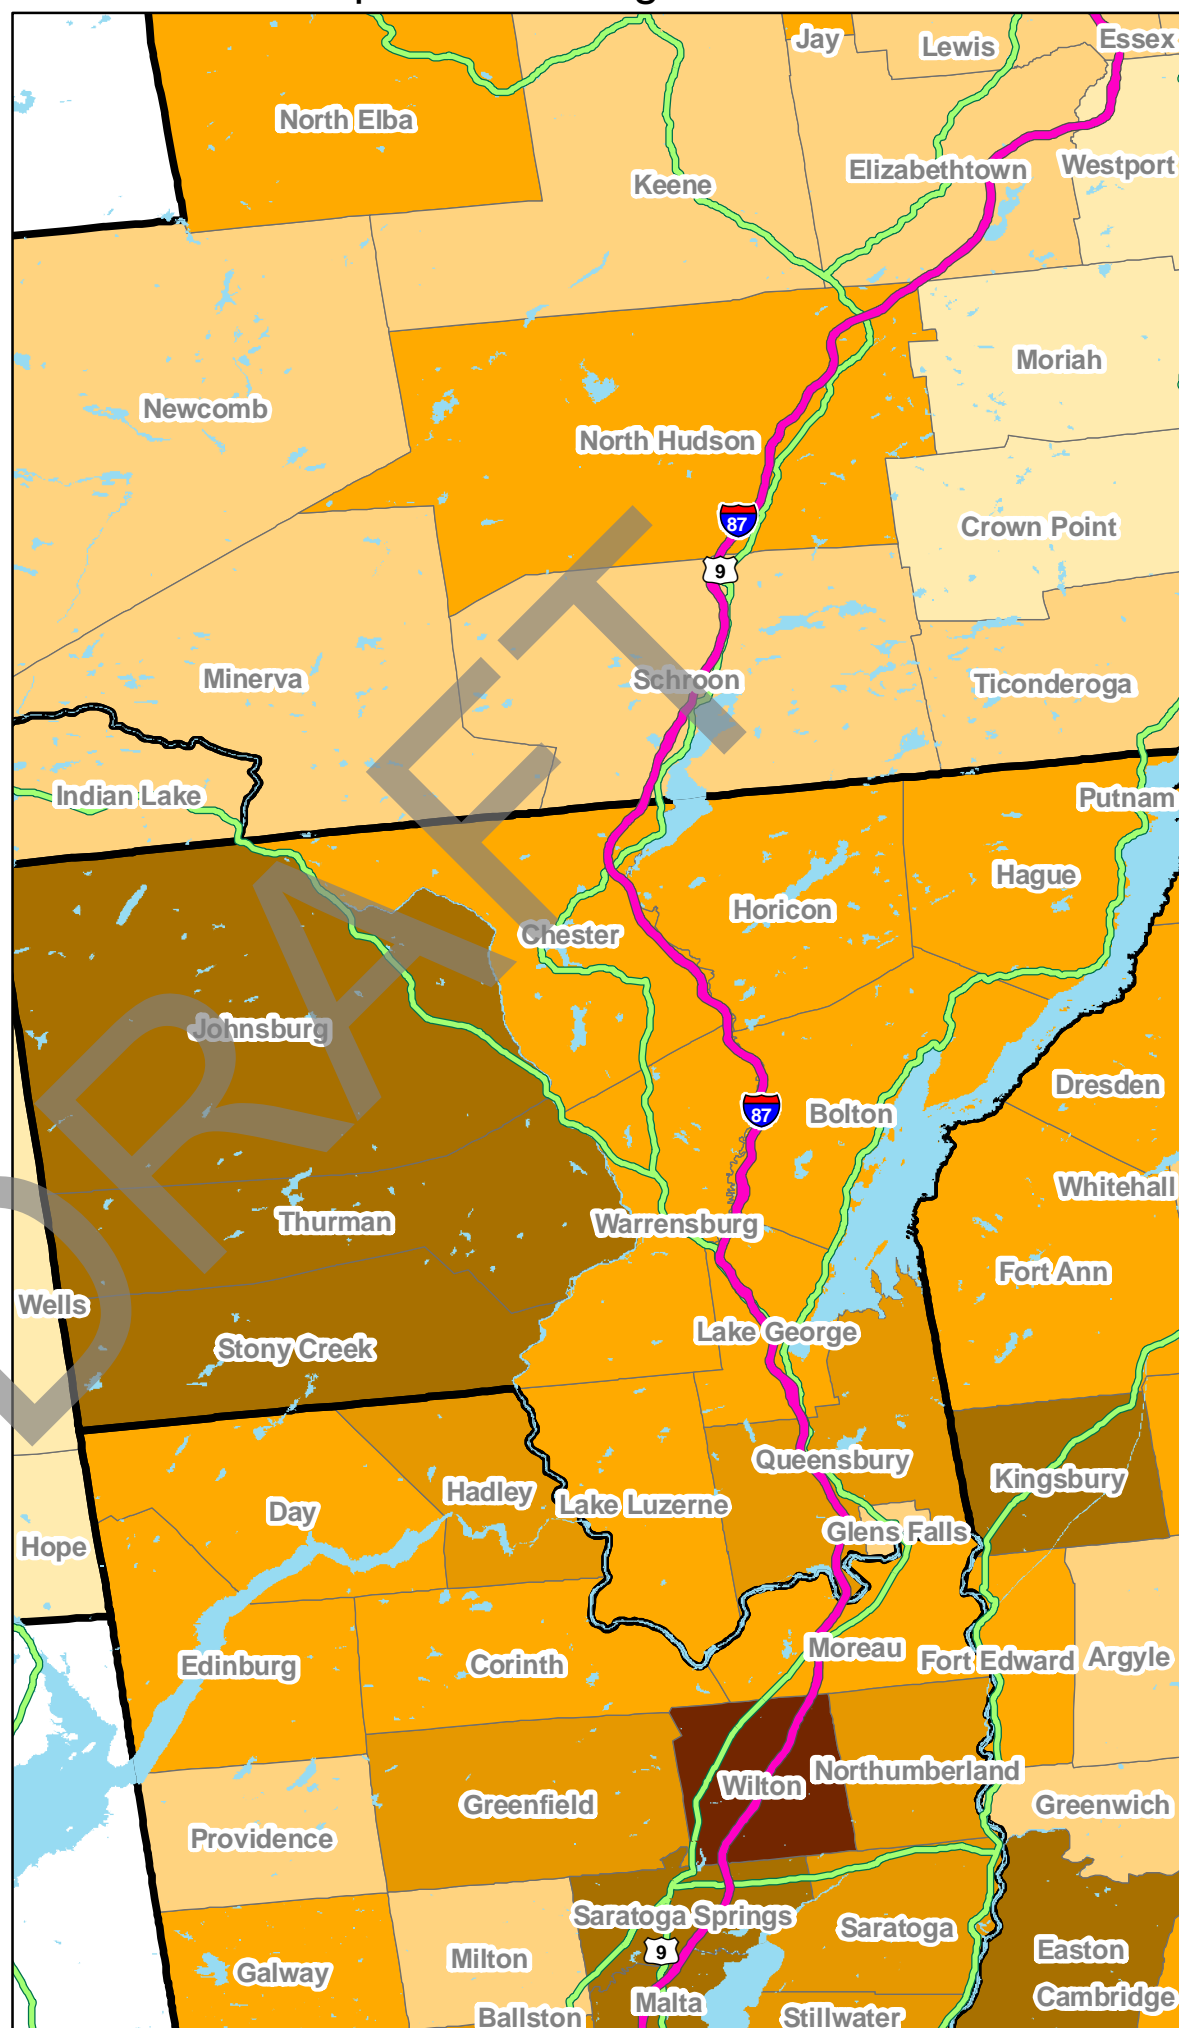 Jay
Lewis
Essex
North Elba
Keene
Elizabethtown
Westport
Moriah
Newcomb
North Hudson
87
Crown Point
9
Minerva
Schroon
Ticonderoga
Indian Lake
Putnam
Hague
Horicon
Chester
Johnsburg
Dresden
87
Bolton
Whitehall
Thurman
Warrensburg
Fort Ann
Wells
Lake George
Stony Creek
Queensbury
Kingsbury
Hadley
Lake Luzerne
Day
Glens Falls
Hope
Moreau
Edinburg
Corinth
Fort Edward
Argyle
Wilton
Northumberland
Greenfield
Greenwich
Providence
Saratoga Springs
Saratoga
9
Easton
Milton
Galway
Cambridge
Malta
Ballston
Stillwater
DRAFT